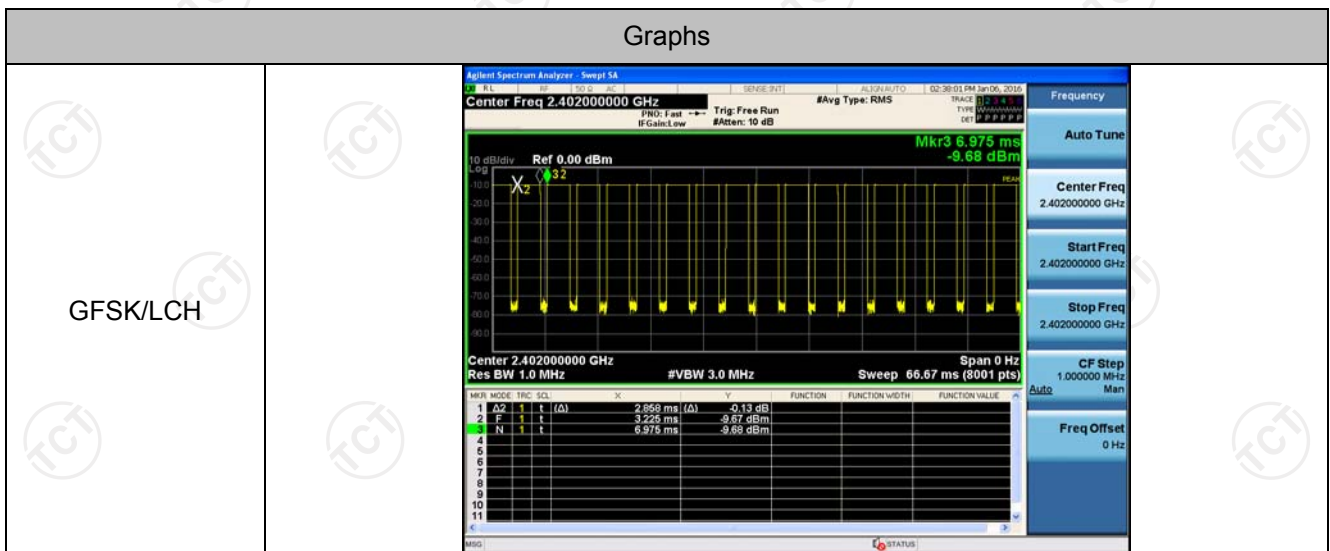 Graphs
GFSK/LCH
Agilent Spectrum Analyzer - Swept SA
RL RF 50 Ω AC SENSE:INT ALIGN AUTO 02:38:01 PM Jan 06, 2016
Center Freq 2.402000000 GHz
PNO: Fast
IFGain:Low
Trig: Free Run
#Atten: 10 dB
#Avg Type: RMS
TRACE 1 2 3 4 5 6
TYPE
DET P P P P P P
Mkr3 6.975 ms
-9.68 dBm
10 dB/div Ref 0.00 dBm
Log
-10.0
-20.0
-30.0
-40.0
-50.0
-60.0
-70.0
-80.0
-90.0
X2
32
PEAK
Center 2.402000000 GHz Span 0 Hz
Res BW 1.0 MHz #VBW 3.0 MHz Sweep 66.67 ms (8001 pts)
MKR MODE TRC SCL X Y FUNCTION FUNCTION WIDTH FUNCTION VALUE
1 Δ2 1 t (Δ) 2.858 ms (Δ) -0.13 dB
2 F 1 t 3.225 ms -9.67 dBm
3 N 1 t 6.975 ms -9.68 dBm
4
5
6
7
8
9
10
11
MSG STATUS
Frequency
Auto Tune
Center Freq
2.402000000 GHz
Start Freq
2.402000000 GHz
Stop Freq
2.402000000 GHz
CF Step
1.000000 MHz
Auto Man
Freq Offset
0 Hz
TCT
TCT
TCT
TCT
TCT
TCT
TCT